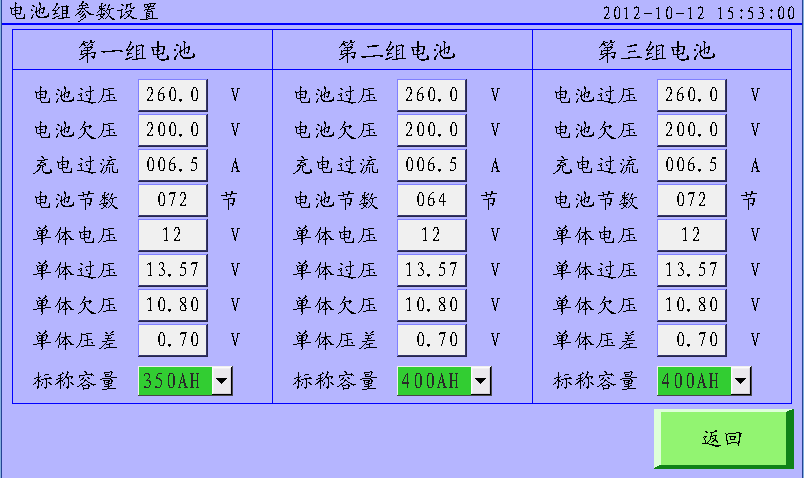 电池组参数设置 2012-10-12 15:53:00
第一组电池 第二组电池 第三组电池
电池过压 260.0 V 电池过压 260.0 V 电池过压 260.0 V
电池欠压 200.0 V 电池欠压 200.0 V 电池欠压 200.0 V
充电过流 006.5 A 充电过流 006.5 A 充电过流 006.5 A
电池节数 072 节 电池节数 064 节 电池节数 072 节
单体电压 12 V 单体电压 12 V 单体电压 12 V
单体过压 13.57 V 单体过压 13.57 V 单体过压 13.57 V
单体欠压 10.80 V 单体欠压 10.80 V 单体欠压 10.80 V
单体压差 0.70 V 单体压差 0.70 V 单体压差 0.70 V
标称容量 350AH 标称容量 400AH 标称容量 400AH
返回